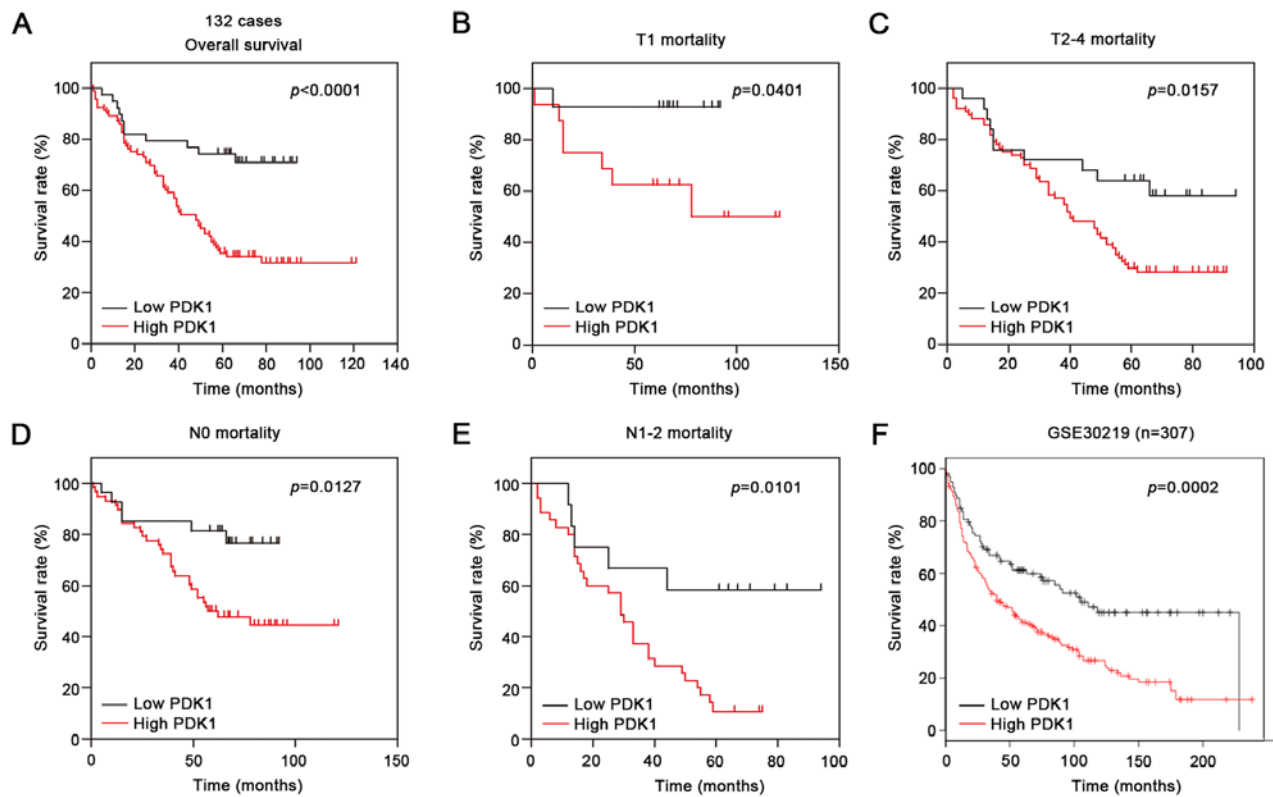 A
132 cases
Overall survival
p<0.0001
Survival rate (%)
100
80
60
40
20
0
Low PDK1
High PDK1
0 20 40 60 80 100 120 140
Time (months)
B
T1 mortality
p=0.0401
Survival rate (%)
100
80
60
40
20
0
Low PDK1
High PDK1
0 50 100 150
Time (months)
C
T2-4 mortality
p=0.0157
Survival rate (%)
100
80
60
40
20
0
Low PDK1
High PDK1
0 20 40 60 80 100
Time (months)
D
N0 mortality
p=0.0127
Survival rate (%)
100
80
60
40
20
0
Low PDK1
High PDK1
0 50 100 150
Time (months)
E
N1-2 mortality
p=0.0101
Survival rate (%)
100
80
60
40
20
0
Low PDK1
High PDK1
0 20 40 60 80 100
Time (months)
F
GSE30219 (n=307)
p=0.0002
Survival rate (%)
100
80
60
40
20
0
Low PDK1
High PDK1
0 50 100 150 200
Time (months)